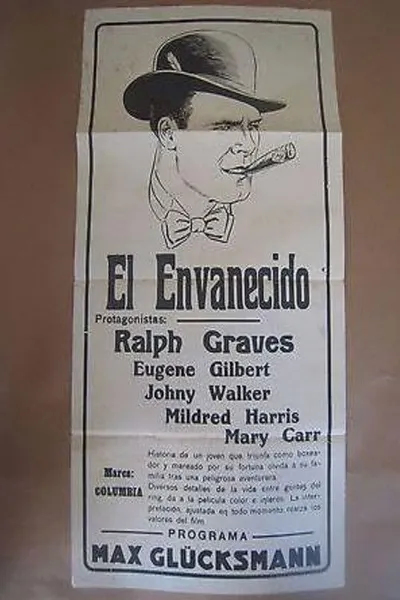 El Envanecido
Protagonistas:
Ralph Graves
Eugene Gilbert
Johny Walker
Mildred Harris
Mary Carr
Marca:
COLUMBIA
Historia de un joven que triunfa como boxea-
dor y mareado por su fortuna olvida a su fa-
milia tras una peligrosa aventurera.
Diversos detalles de la vida entre gentes del
ring, da a la película color e interés. La inter-
pretación, ajustada en todo momento realza los
valores del film
PROGRAMA
MAX GLÜCKSMANN